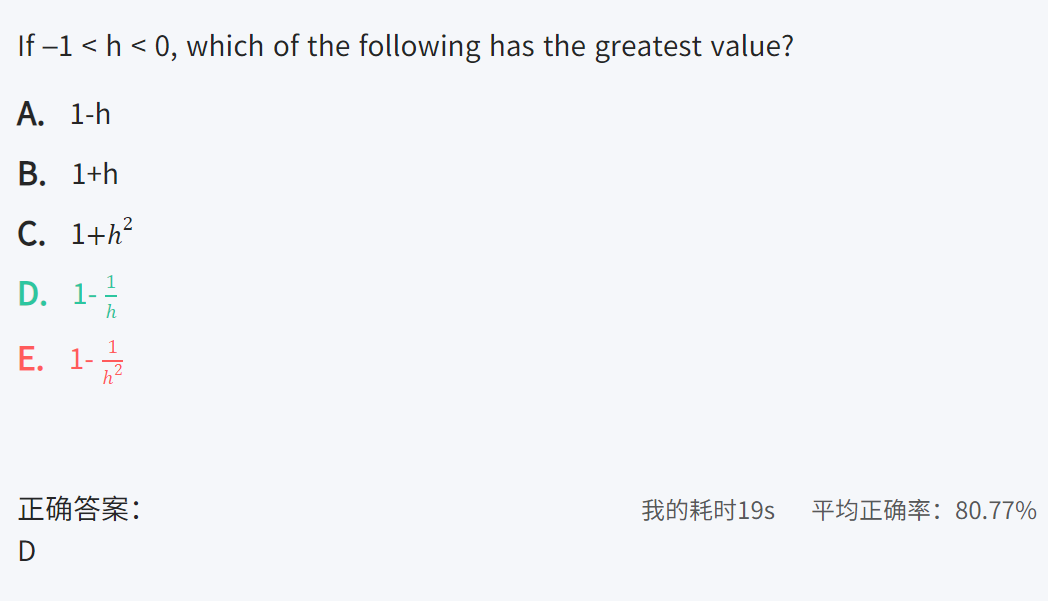 If –1 < h < 0, which of the following has the greatest value?
A. 1-h
B. 1+h
C. 1+h²
D. 1- 1/h
E. 1- 1/h²
正确答案：
我的耗时19s 平均正确率：80.77%
D